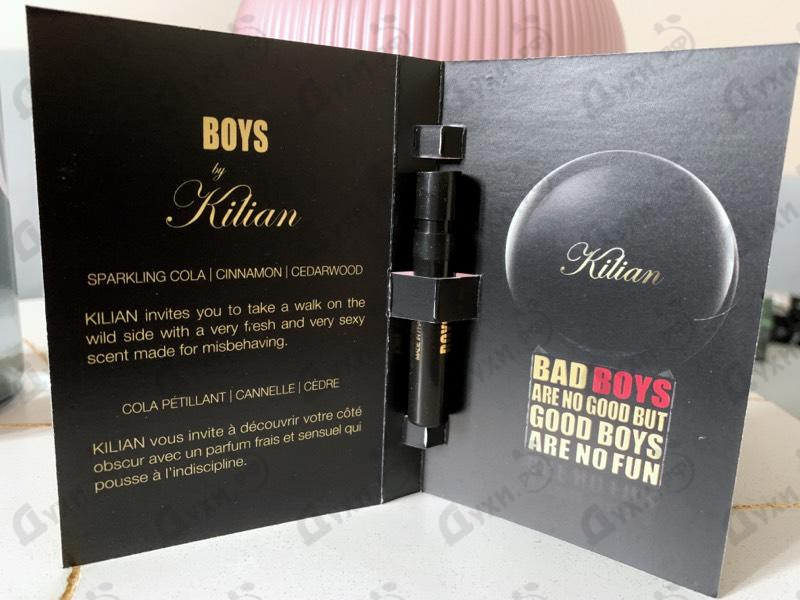 BOYS
by
Kilian
SPARKLING COLA | CINNAMON | CEDARWOOD
KILIAN invites you to take a walk on the
wild side with a very fresh and very sexy
scent made for misbehaving.
COLA PÉTILLANT | CANNELLE | CÈDRE
KILIAN vous invite à découvrir votre côté
obscur avec un parfum frais et sensuel qui
pousse à l'indiscipline.
Kilian
BAD BOYS
ARE NO GOOD BUT
GOOD BOYS
ARE NO FUN
Духи.рф